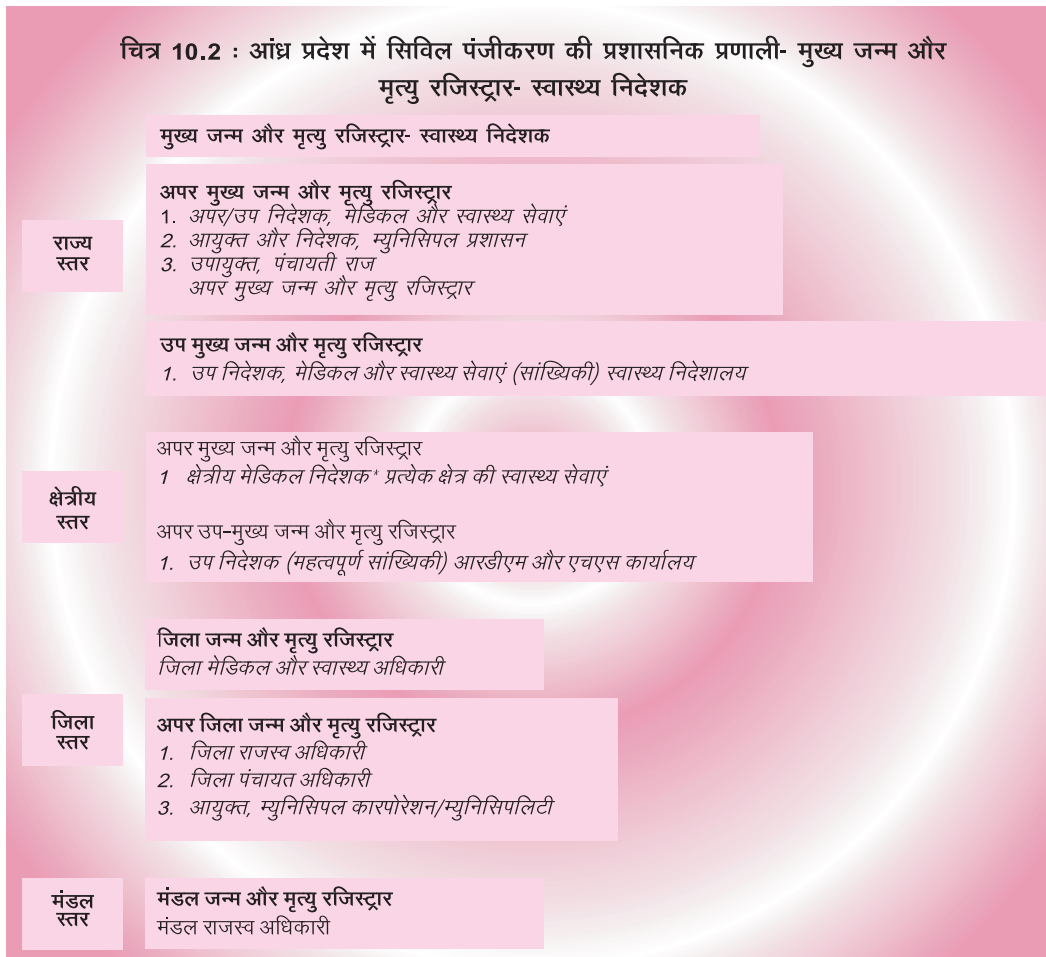 चित्र 10.2 : आंध्र प्रदेश में सिविल पंजीकरण की प्रशासनिक प्रणाली- मुख्य जन्म और
मृत्यु रजिस्ट्रार- स्वास्थ्य निदेशक
मुख्य जन्म और मृत्यु रजिस्ट्रार- स्वास्थ्य निदेशक
राज्य
स्तर
अपर मुख्य जन्म और मृत्यु रजिस्ट्रार
1. अपर/उप निदेशक, मेडिकल और स्वास्थ्य सेवाएं
2. आयुक्त और निदेशक, म्युनिसिपल प्रशासन
3. उपायुक्त, पंचायती राज
अपर मुख्य जन्म और मृत्यु रजिस्ट्रार
उप मुख्य जन्म और मृत्यु रजिस्ट्रार
1. उप निदेशक, मेडिकल और स्वास्थ्य सेवाएं (सांख्यिकी) स्वास्थ्य निदेशालय
क्षेत्रीय
स्तर
अपर मुख्य जन्म और मृत्यु रजिस्ट्रार
1 क्षेत्रीय मेडिकल निदेशक* प्रत्येक क्षेत्र की स्वास्थ्य सेवाएं
अपर उप-मुख्य जन्म और मृत्यु रजिस्ट्रार
1. उप निदेशक (महत्वपूर्ण सांख्यिकी) आरडीएम और एचएस कार्यालय
जिला जन्म और मृत्यु रजिस्ट्रार
जिला मेडिकल और स्वास्थ्य अधिकारी
जिला
स्तर
अपर जिला जन्म और मृत्यु रजिस्ट्रार
1. जिला राजस्व अधिकारी
2. जिला पंचायत अधिकारी
3. आयुक्त, म्युनिसिपल कारपोरेशन/म्युनिसिपलिटी
मंडल
स्तर
मंडल जन्म और मृत्यु रजिस्ट्रार
मंडल राजस्व अधिकारी